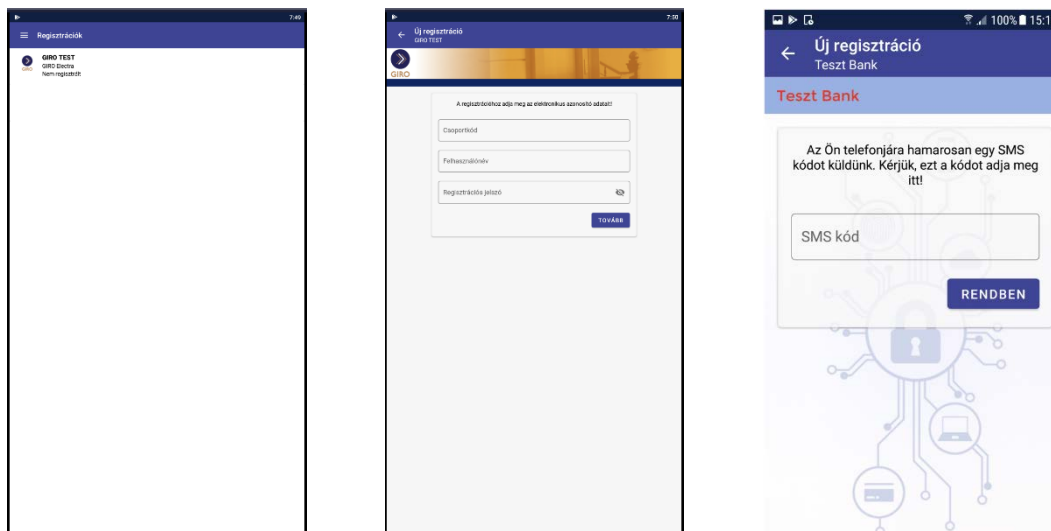 7:49
Regisztrációk
GIRO TEST
GIRO Electra
Nem regisztrált
GIRO
7:50
Új regisztráció
GIRO TEST
GIRO
A regisztrációhoz adja meg az elektronikus azonosító adatait!
Csoportkód
Felhasználónév
Regisztrációs jelszó
TOVÁBB
100% 15:1
Új regisztráció
Teszt Bank
Teszt Bank
Az Ön telefonjára hamarosan egy SMS
kódot küldünk. Kérjük, ezt a kódot adja meg
itt!
SMS kód
RENDBEN